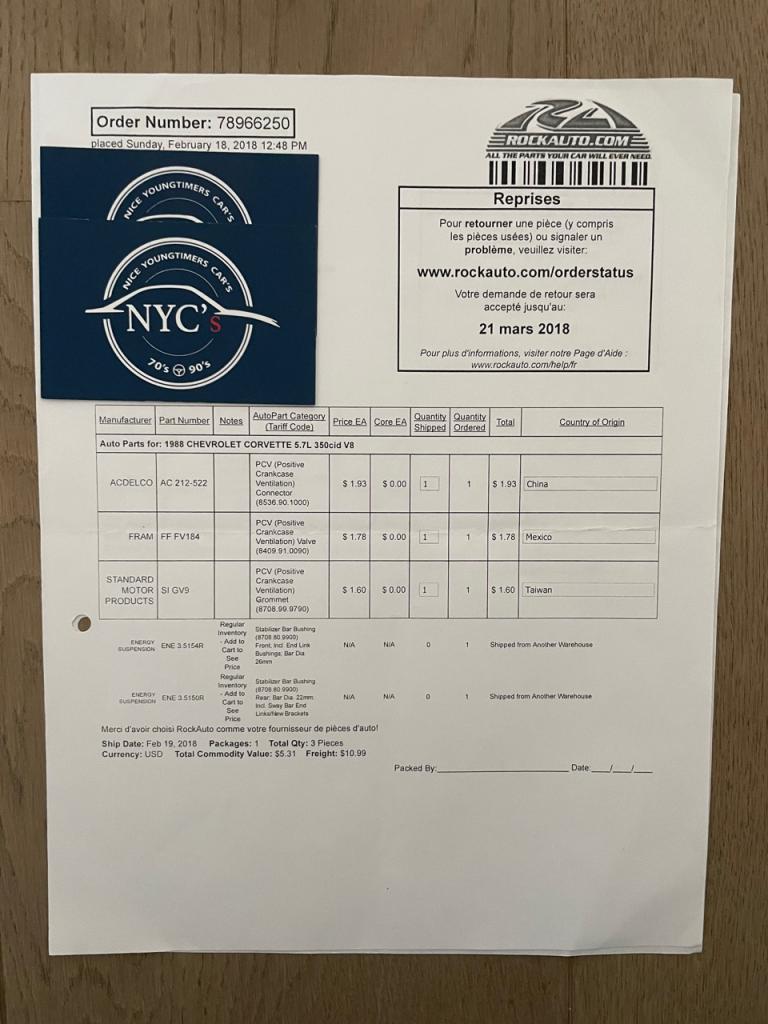 Order Number: 78966250
placed Sunday, February 18, 2018 12:48 PM
RA
ROCKAUTO.COM
ALL THE PARTS YOUR CAR WILL EVER NEED
Reprises
Pour retourner une pièce (y compris
les pièces usées) ou signaler un
problème, veuillez visiter:
www.rockauto.com/orderstatus
Votre demande de retour sera
accepté jusqu'au:
21 mars 2018
Pour plus d'informations, visiter notre Page d'Aide :
www.rockauto.com/help/fr
NICE YOUNGTIMERS CAR'S
NICE YOUNGTIMERS CAR'S
NYC's
70's 90's
Manufacturer Part Number Notes AutoPart Category (Tariff Code) Price EA Core EA Quantity Shipped Quantity Ordered Total Country of Origin
Auto Parts for: 1988 CHEVROLET CORVETTE 5.7L 350cid V8
ACDELCO AC 212-522 PCV (Positive Crankcase Ventilation) Connector (8536.90.1000) $ 1.93 $ 0.00 1 1 $ 1.93 China
FRAM FF FV184 PCV (Positive Crankcase Ventilation) Valve (8409.91.0090) $ 1.78 $ 0.00 1 1 $ 1.78 Mexico
STANDARD MOTOR PRODUCTS SI GV9 PCV (Positive Crankcase Ventilation) Grommet (8708.99.9790) $ 1.60 $ 0.00 1 1 $ 1.60 Taiwan
ENERGY SUSPENSION ENE 3.5154R Regular Inventory - Add to Cart to See Price Stabilizer Bar Bushing (8708.80.9900) Front; Incl. End Link Bushings; Bar Dia. 26mm N/A N/A 0 1 Shipped from Another Warehouse
ENERGY SUSPENSION ENE 3.5150R Regular Inventory - Add to Cart to See Price Stabilizer Bar Bushing (8708.80.9900) Rear; Bar Dia. 22mm; Incl. Sway Bar End Links/New Brackets N/A N/A 0 1 Shipped from Another Warehouse
Merci d'avoir choisi RockAuto comme votre fournisseur de pièces d'auto!
Ship Date: Feb 19, 2018 Packages: 1 Total Qty: 3 Pieces
Currency: USD Total Commodity Value: $5.31 Freight: $10.99
Packed By:____________________ Date:___/___/___